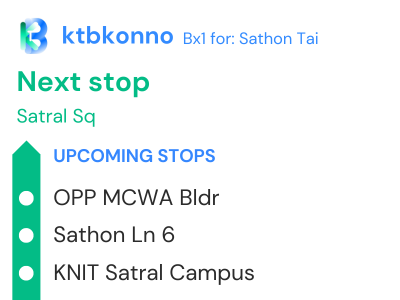 ktbkonno Bx1 for: Sathon Tai
Next stop
Satral Sq
UPCOMING STOPS
OPP MCWA Bldr
Sathon Ln 6
KNIT Satral Campus